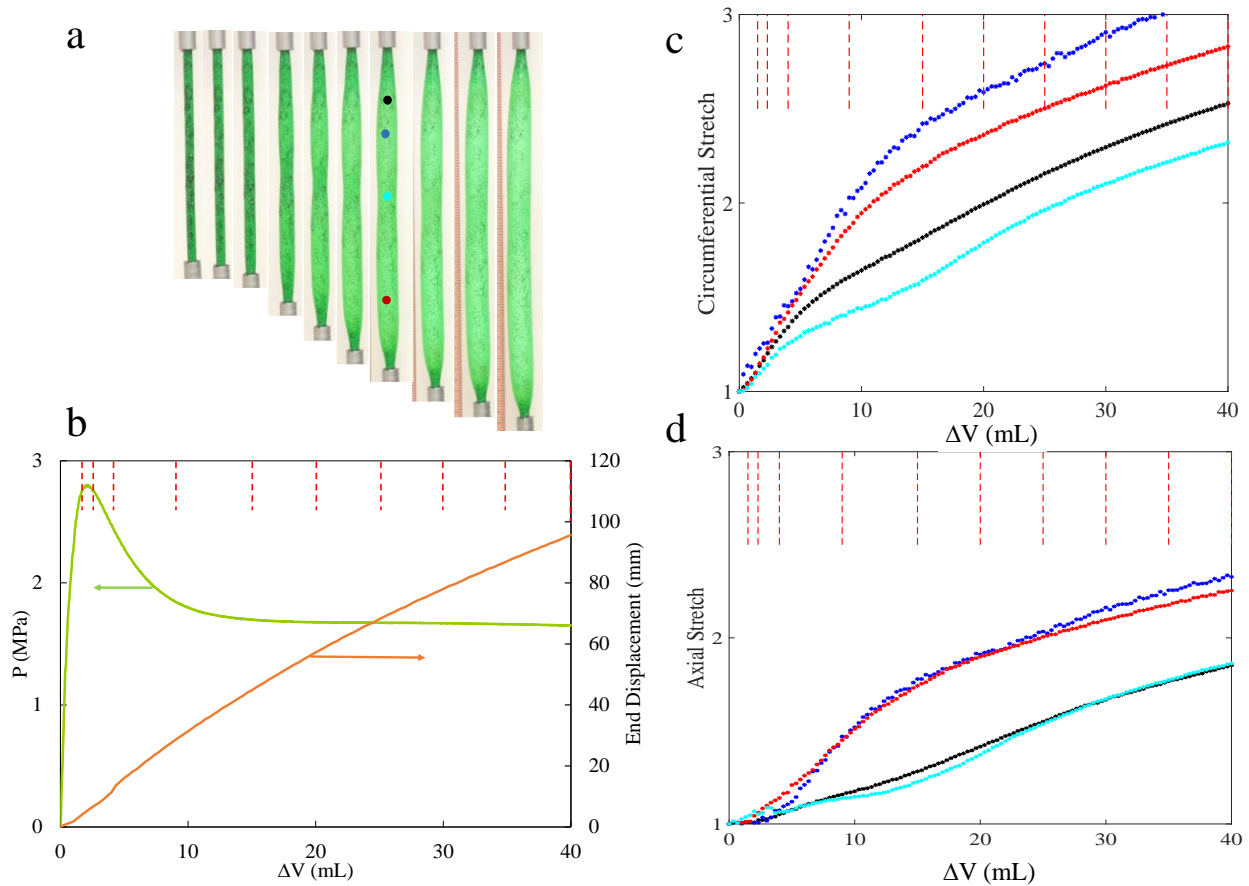 a
b
3
2
1
0
P (MPa)
120
100
80
60
40
20
0
End Displacement (mm)
0
10
20
30
40
ΔV (mL)
c
3
2
1
Circumferential Stretch
0
10
20
30
40
ΔV (mL)
d
3
2
1
Axial Stretch
0
10
20
30
40
ΔV (mL)